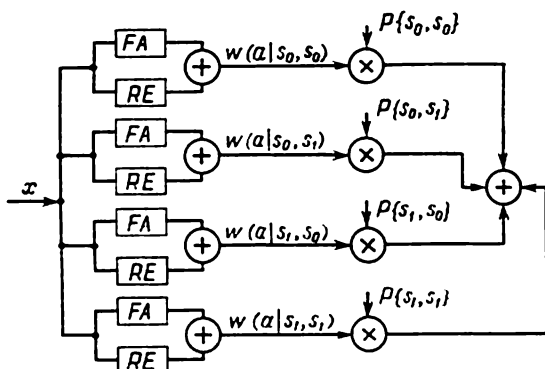 FA
RE
w(a|s₀,s₀)
P{s₀,s₀}
×
+
FA
RE
w(a|s₀,s₁)
P{s₀,s₁}
×
+
x
+
FA
RE
w(a|s₁,s₀)
P{s₁,s₀}
×
+
FA
RE
w(a|s₁,s₁)
P{s₁,s₁}
×
+